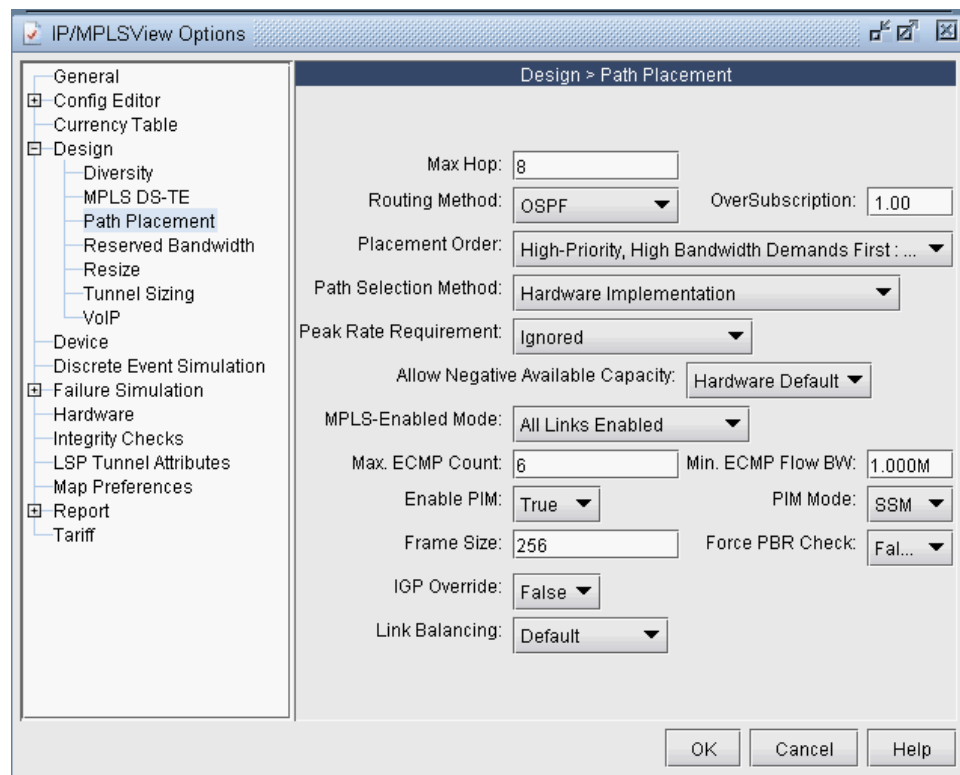 IP/MPLSView Options
General
Config Editor
Currency Table
Design
Diversity
MPLS DS-TE
Path Placement
Reserved Bandwidth
Resize
Tunnel Sizing
VoIP
Device
Discrete Event Simulation
Failure Simulation
Hardware
Integrity Checks
LSP Tunnel Attributes
Map Preferences
Report
Tariff
Design > Path Placement
Max Hop: 8
Routing Method: OSPF OverSubscription: 1.00
Placement Order: High-Priority, High Bandwidth Demands First : ...
Path Selection Method: Hardware Implementation
Peak Rate Requirement: Ignored
Allow Negative Available Capacity: Hardware Default
MPLS-Enabled Mode: All Links Enabled
Max. ECMP Count: 6 Min. ECMP Flow BW: 1.000M
Enable PIM: True PIM Mode: SSM
Frame Size: 256 Force PBR Check: Fal...
IGP Override: False
Link Balancing: Default
OK Cancel Help